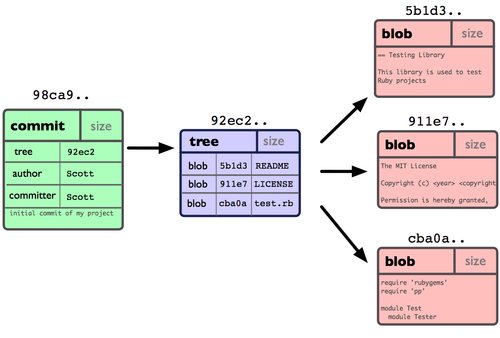 98ca9..
commit size
tree 92ec2
author Scott
committer Scott
initial commit of my project
92ec2..
tree size
blob 5b1d3 README
blob 911e7 LICENSE
blob cba0a test.rb
5b1d3..
blob size
== Testing Library
This library is used to test
Ruby projects
911e7..
blob size
The MIT License
Copyright (c) <year> <copyright
Permission is hereby granted,
cba0a..
blob size
require 'rubygems'
require 'pp'
module Test
module Tester